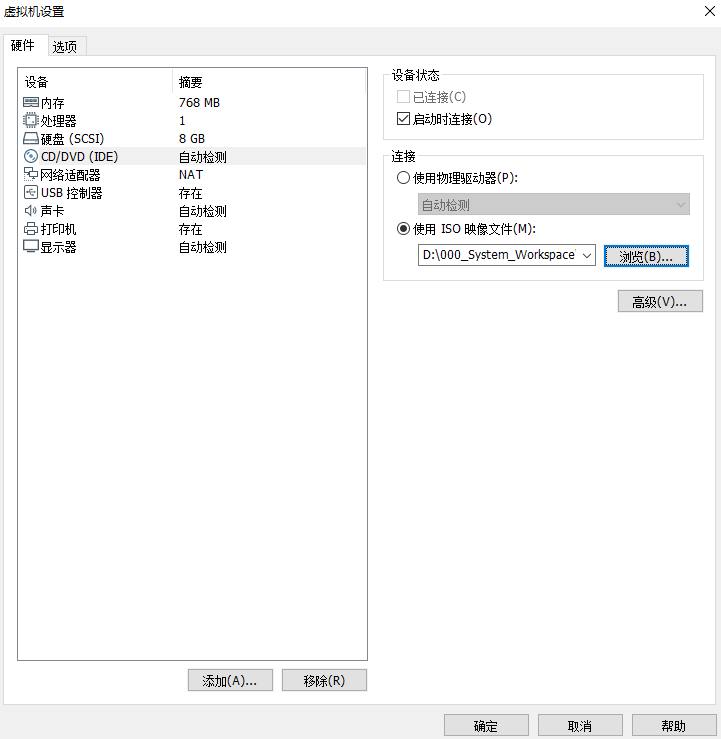 虚拟机设置
硬件 选项
设备 摘要
内存 768 MB
处理器 1
硬盘 (SCSI) 8 GB
CD/DVD (IDE) 自动检测
网络适配器 NAT
USB 控制器 存在
声卡 自动检测
打印机 存在
显示器 自动检测
添加(A)... 移除(R)
设备状态
已连接(C)
启动时连接(O)
连接
使用物理驱动器(P):
自动检测
使用 ISO 映像文件(M):
D:\000_System_Workspace 浏览(B)...
高级(V)...
确定 取消 帮助